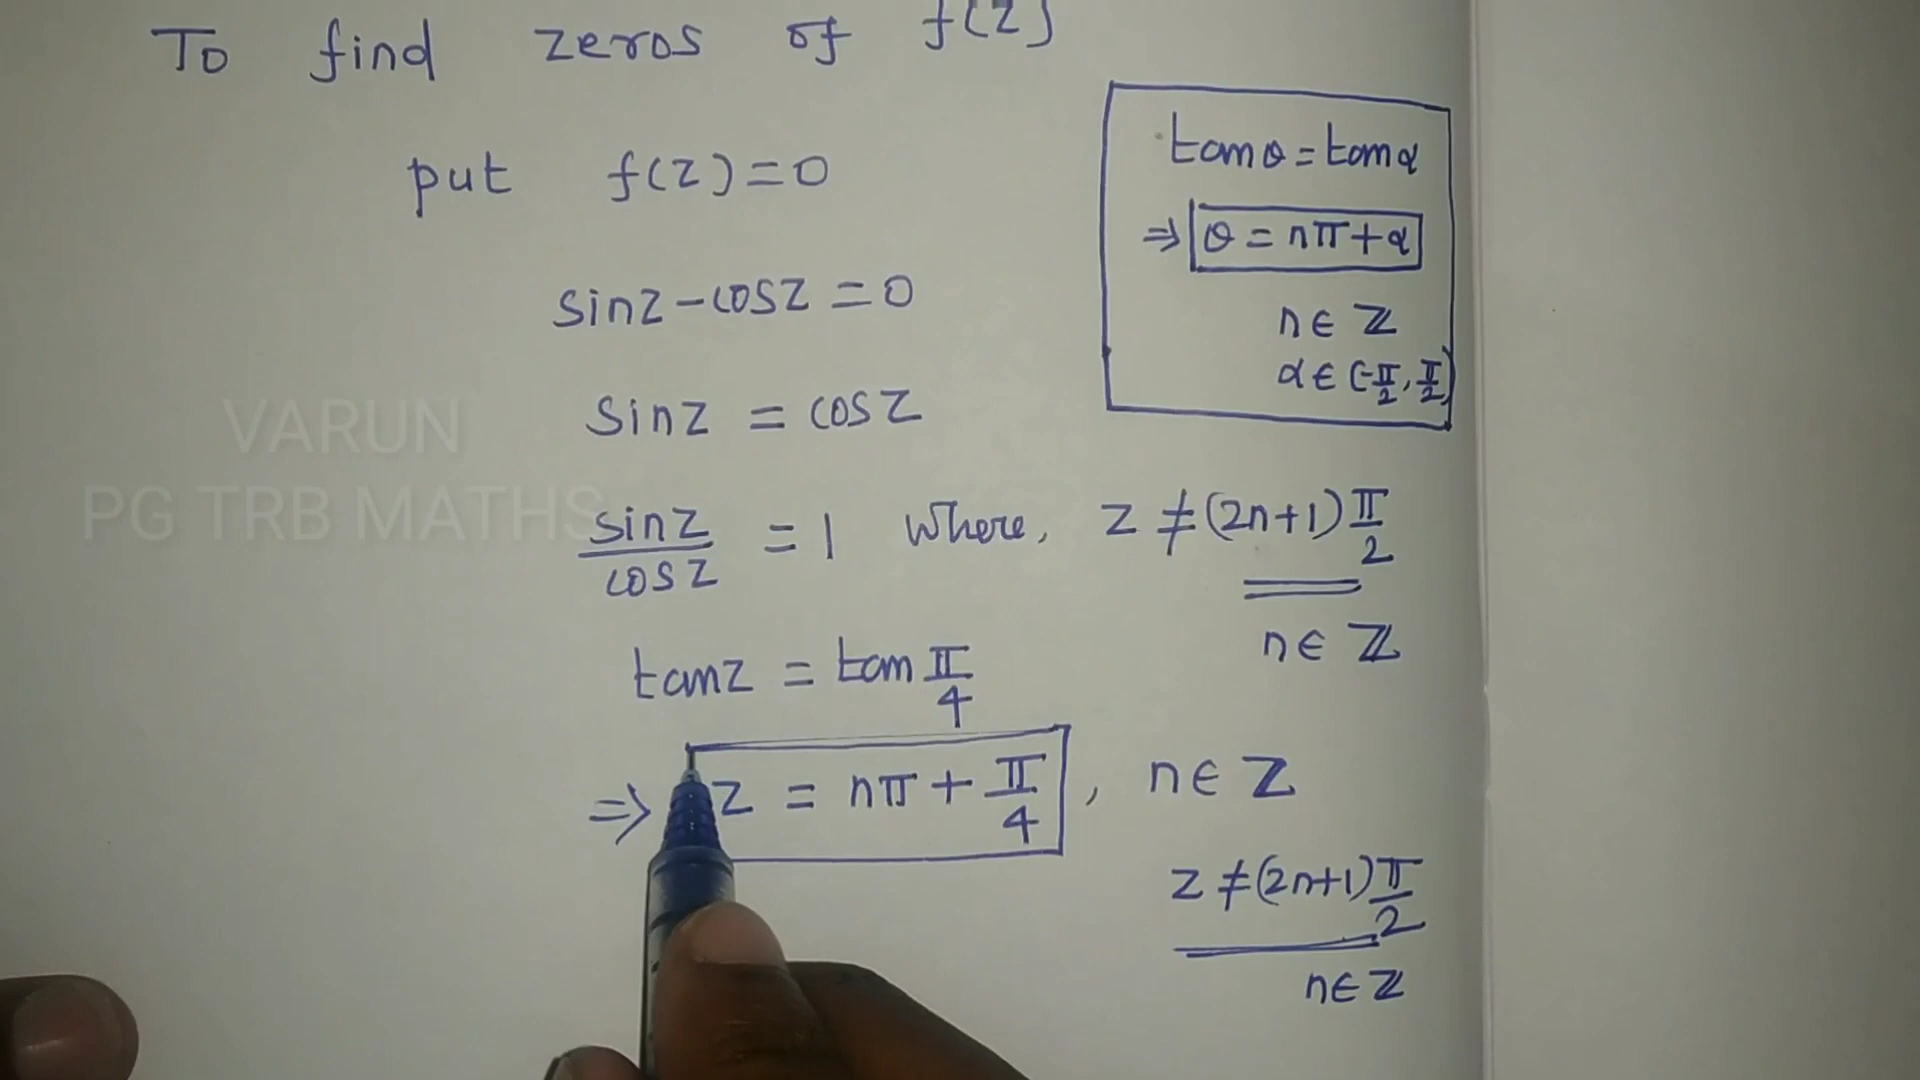 To find zeros of f(z)
put f(z)=0
sinz-cosz=0
sinz = cosz
sinz/cosz = 1 where, z ≠ (2n+1)π/2
n ∈ ℤ
tanz = tan π/4
⇒ z = nπ + π/4 , n ∈ ℤ
z ≠ (2n+1)π/2
n ∈ ℤ
tanθ = tanα
⇒ θ = nπ + α
n ∈ ℤ
α ∈ (-π/2, π/2)
VARUN
PG TRB MATHS